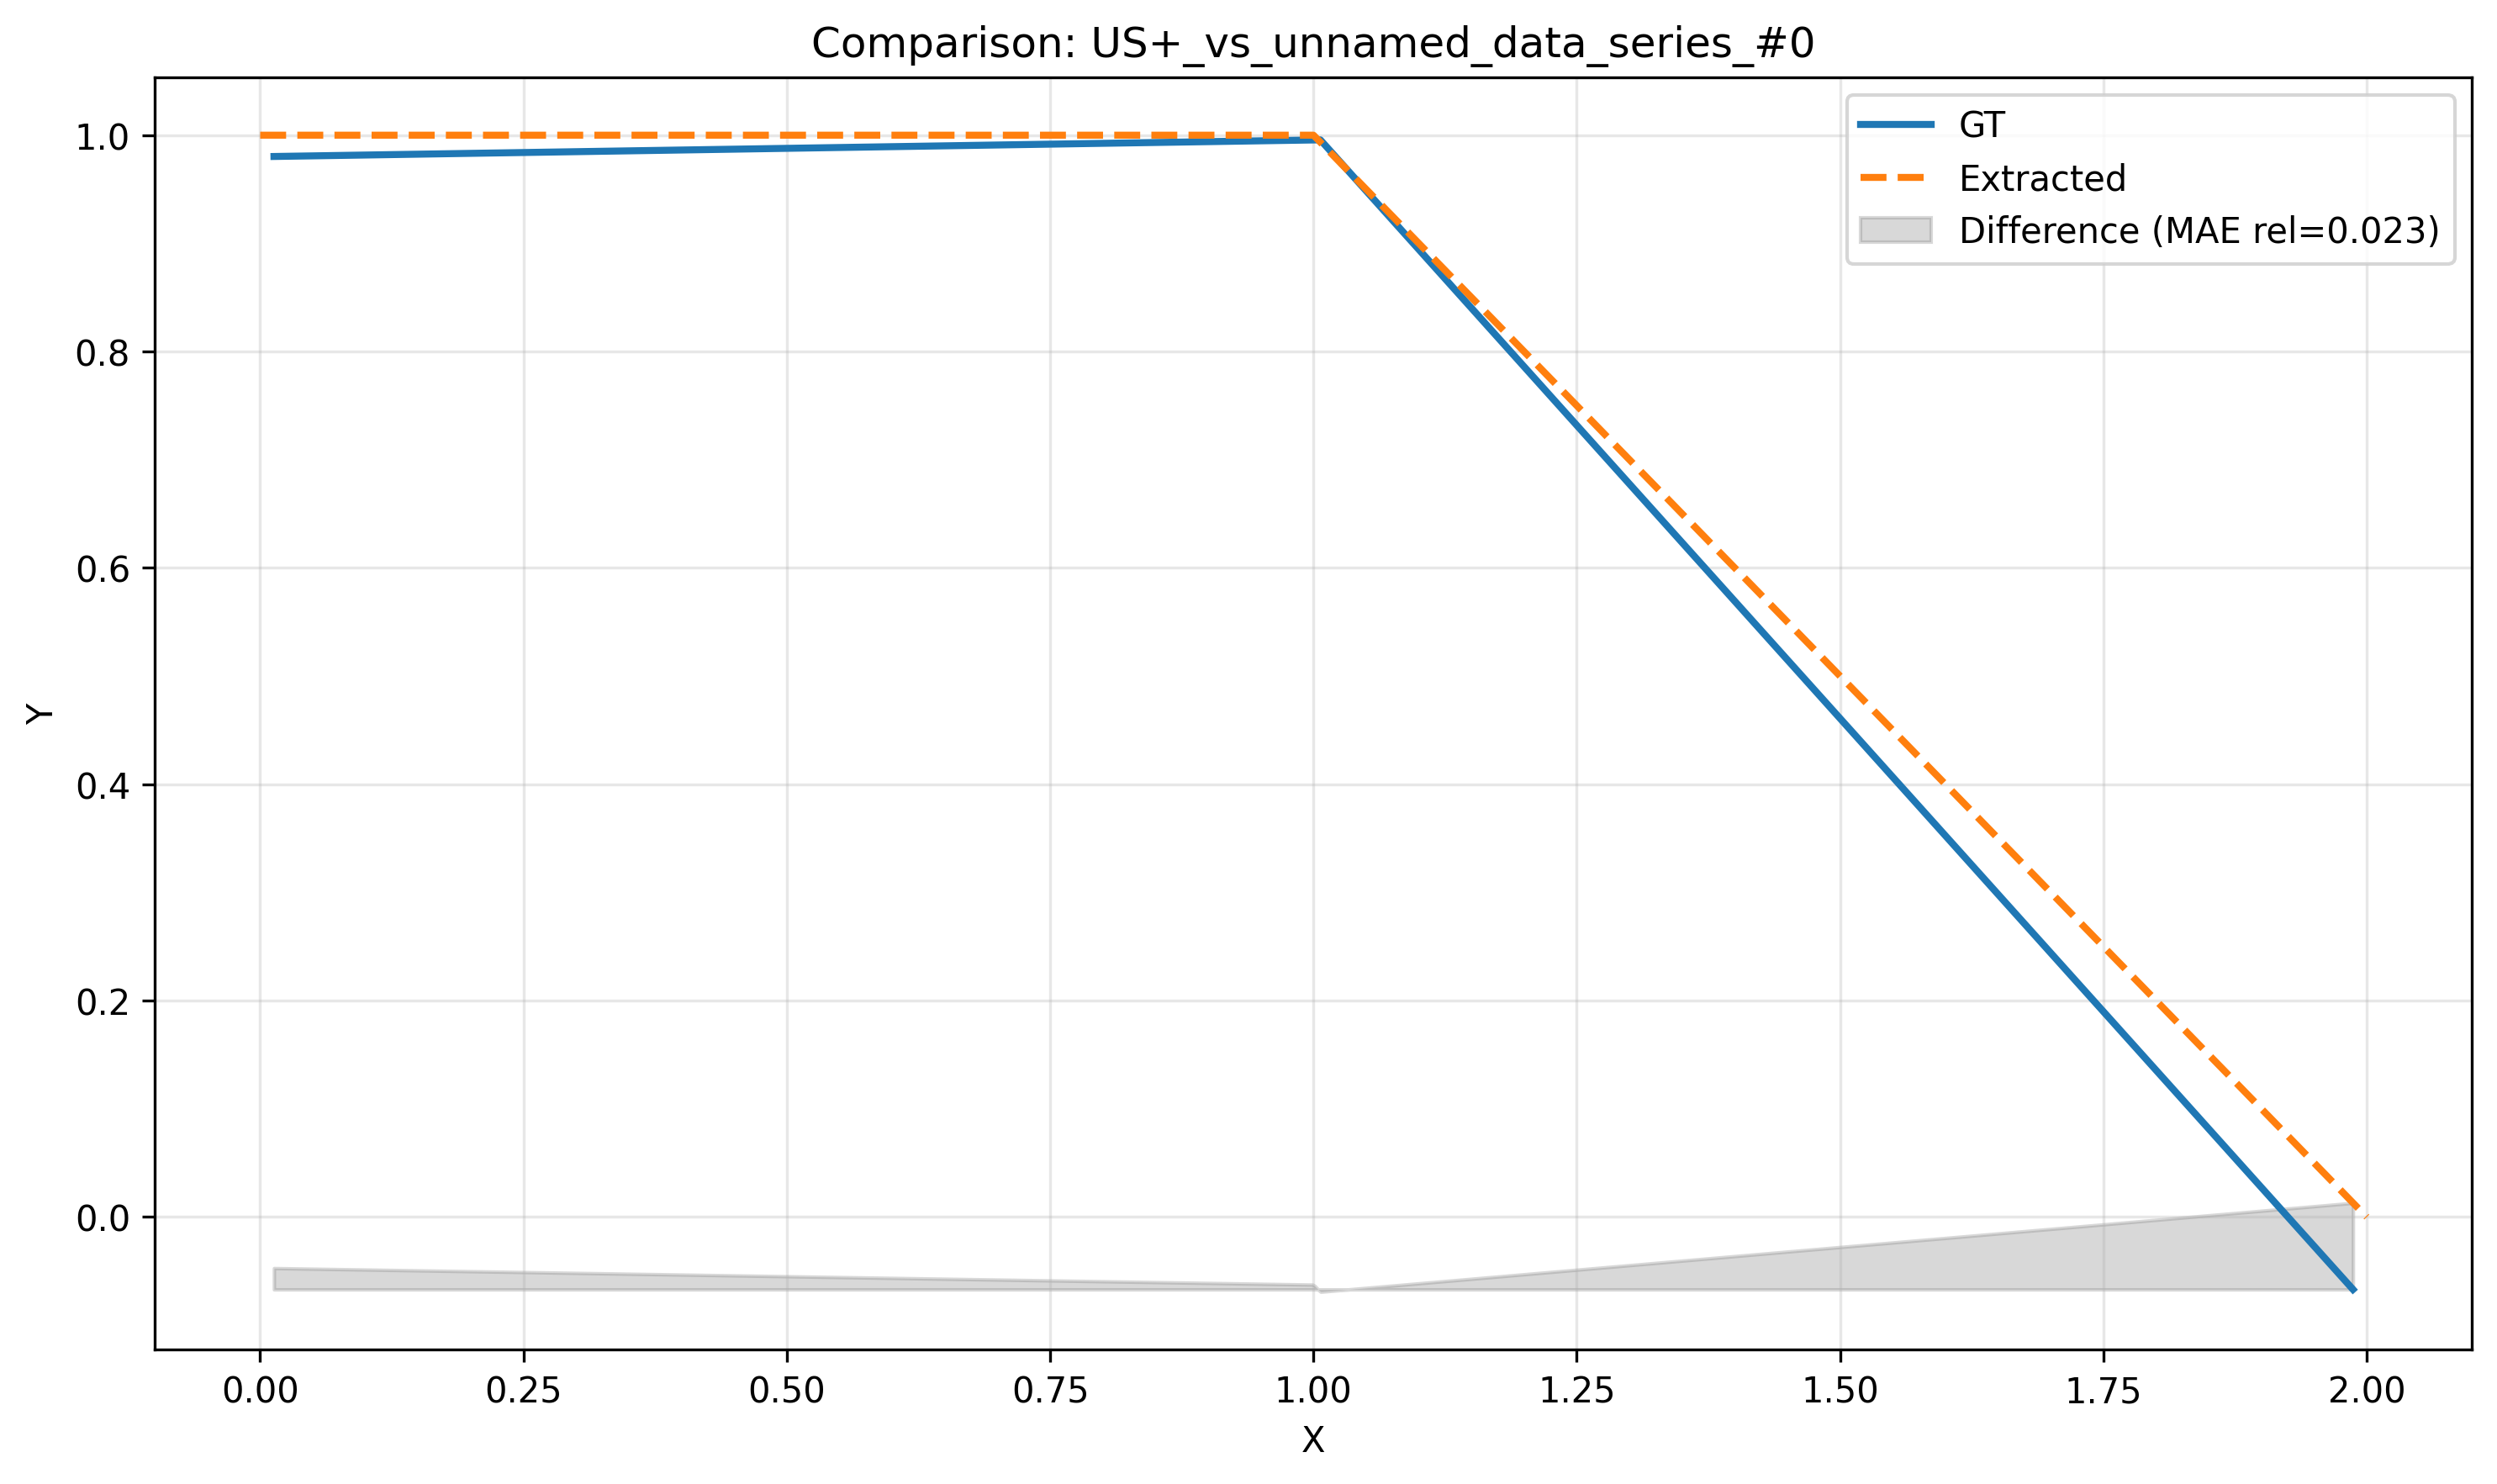 Comparison: US+_vs_unnamed_data_series_#0
GT
Extracted
Difference (MAE rel=0.023)
1.0
0.8
0.6
0.4
0.2
0.0
Y
0.00 0.25 0.50 0.75 1.00 1.25 1.50 1.75 2.00
X